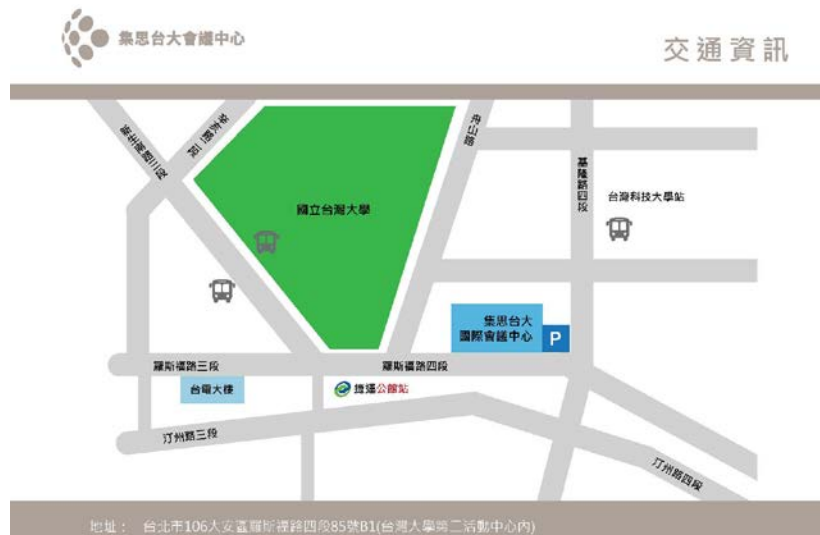 集思台大會議中心
交通資訊
新生南路三段
辛亥路二段
舟山路
基隆路四段
台灣科技大學站
國立台灣大學
集思台大
國際會議中心
P
羅斯福路三段
羅斯福路四段
台電大樓
捷運公館站
汀州路三段
汀州路四段
地址： 台北市106大安區羅斯福路四段85號B1(台灣大學第二活動中心內)